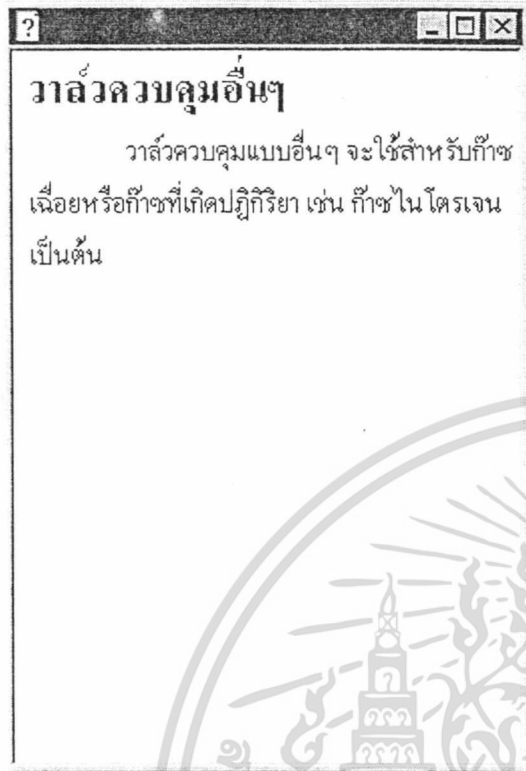 วาล์วควบคุมอื่นๆ
วาล์วควบคุมแบบอื่นๆ จะใช้สำหรับก๊าซ
เฉื่อยหรือก๊าซที่เกิดปฏิกิริยา เช่น ก๊าซไนโตรเจน
เป็นต้น